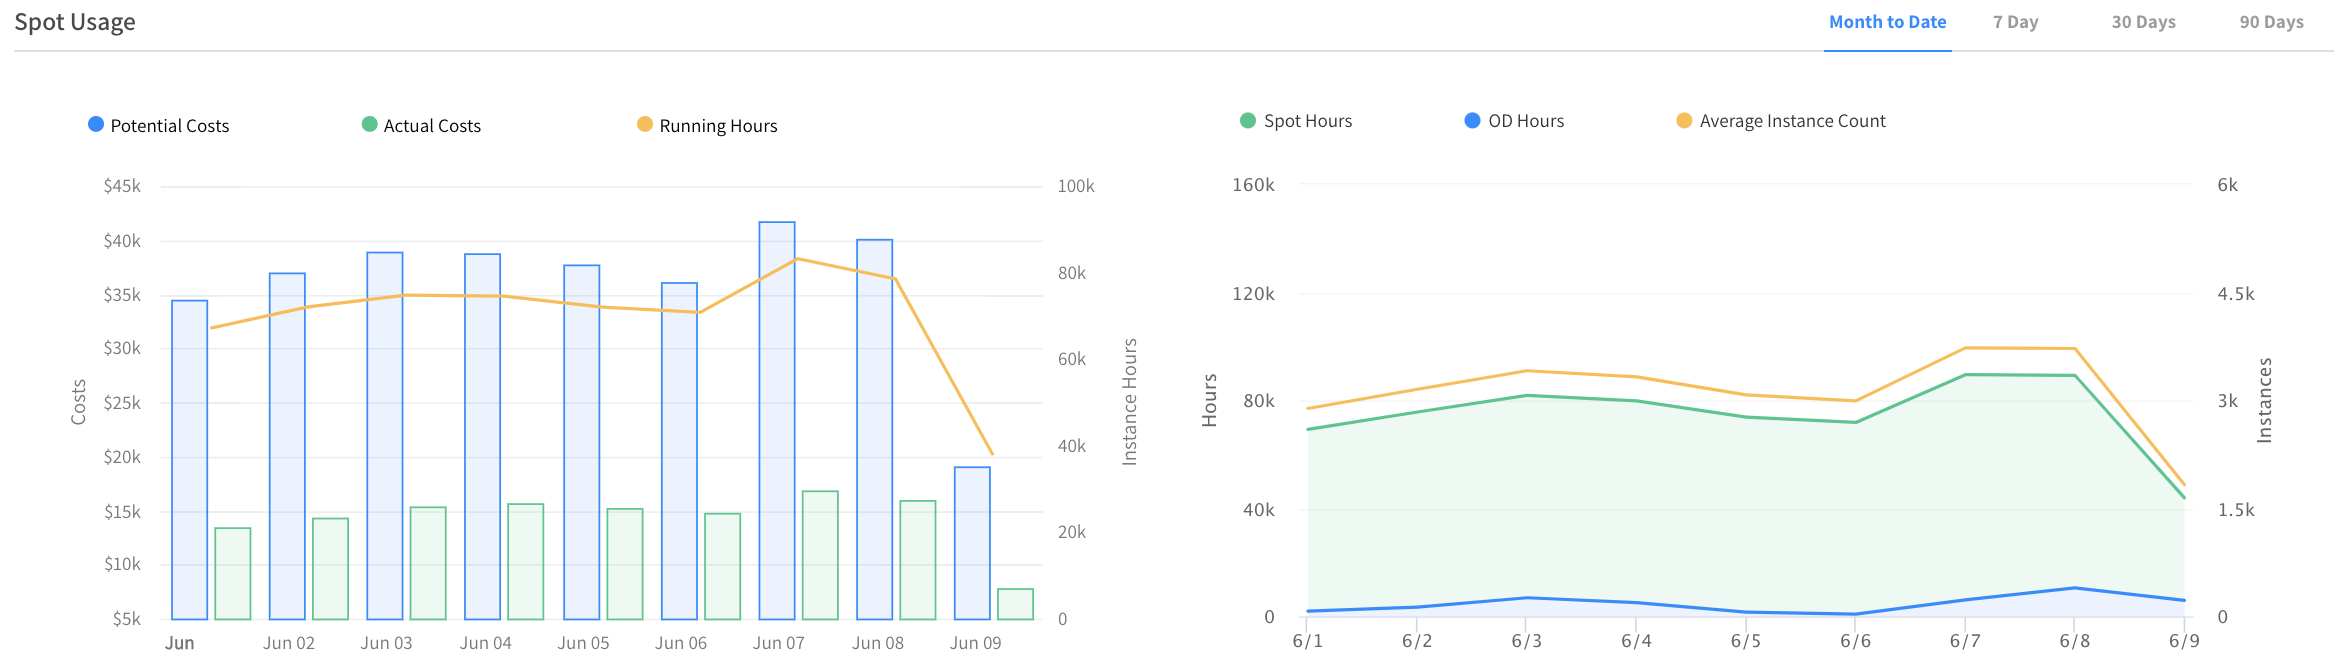 Spot Usage
Month to Date
7 Day
30 Days
90 Days
Potential Costs
Actual Costs
Running Hours
$45k
$40k
$35k
$30k
$25k
$20k
$15k
$10k
$5k
Costs
100k
80k
60k
40k
20k
0
Instance Hours
Jun
Jun 02
Jun 03
Jun 04
Jun 05
Jun 06
Jun 07
Jun 08
Jun 09
Spot Hours
OD Hours
Average Instance Count
160k
120k
80k
40k
0
Hours
6k
4.5k
3k
1.5k
0
Instances
6/1
6/2
6/3
6/4
6/5
6/6
6/7
6/8
6/9